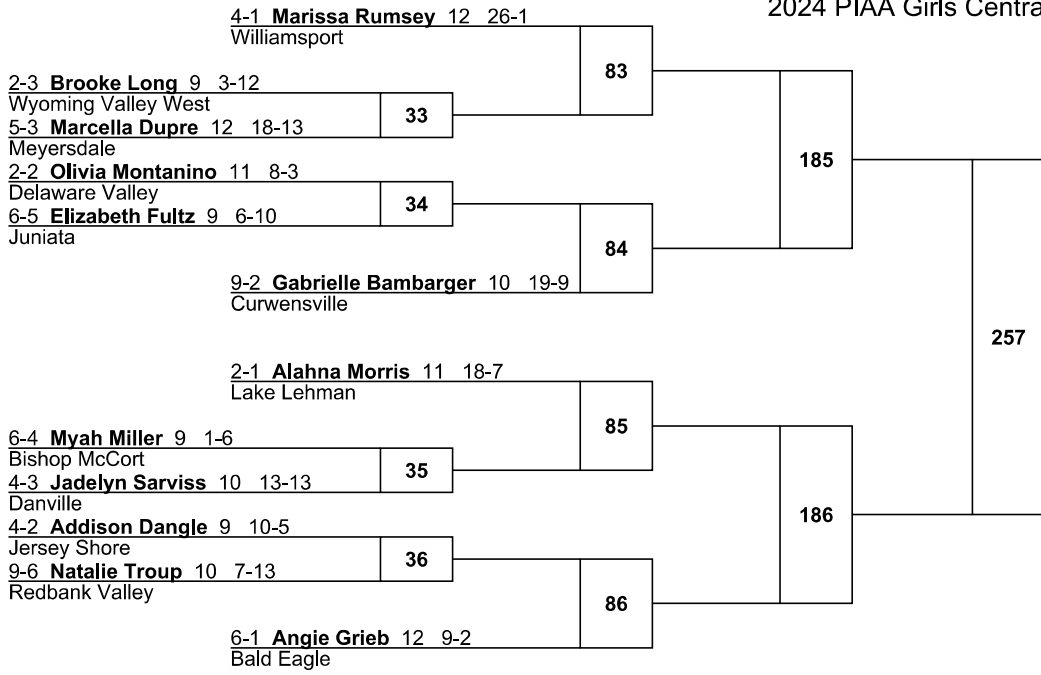 2024 PIAA Girls Centra
4-1 Marissa Rumsey 12 26-1
Williamsport
83
2-3 Brooke Long 9 3-12
Wyoming Valley West
33
5-3 Marcella Dupre 12 18-13
Meyersdale
185
2-2 Olivia Montanino 11 8-3
Delaware Valley
34
6-5 Elizabeth Fultz 9 6-10
Juniata
84
9-2 Gabrielle Bambarger 10 19-9
Curwensville
257
2-1 Alahna Morris 11 18-7
Lake Lehman
85
6-4 Myah Miller 9 1-6
Bishop McCort
35
4-3 Jadelyn Sarviss 10 13-13
Danville
186
4-2 Addison Dangle 9 10-5
Jersey Shore
36
9-6 Natalie Troup 10 7-13
Redbank Valley
86
6-1 Angie Grieb 12 9-2
Bald Eagle